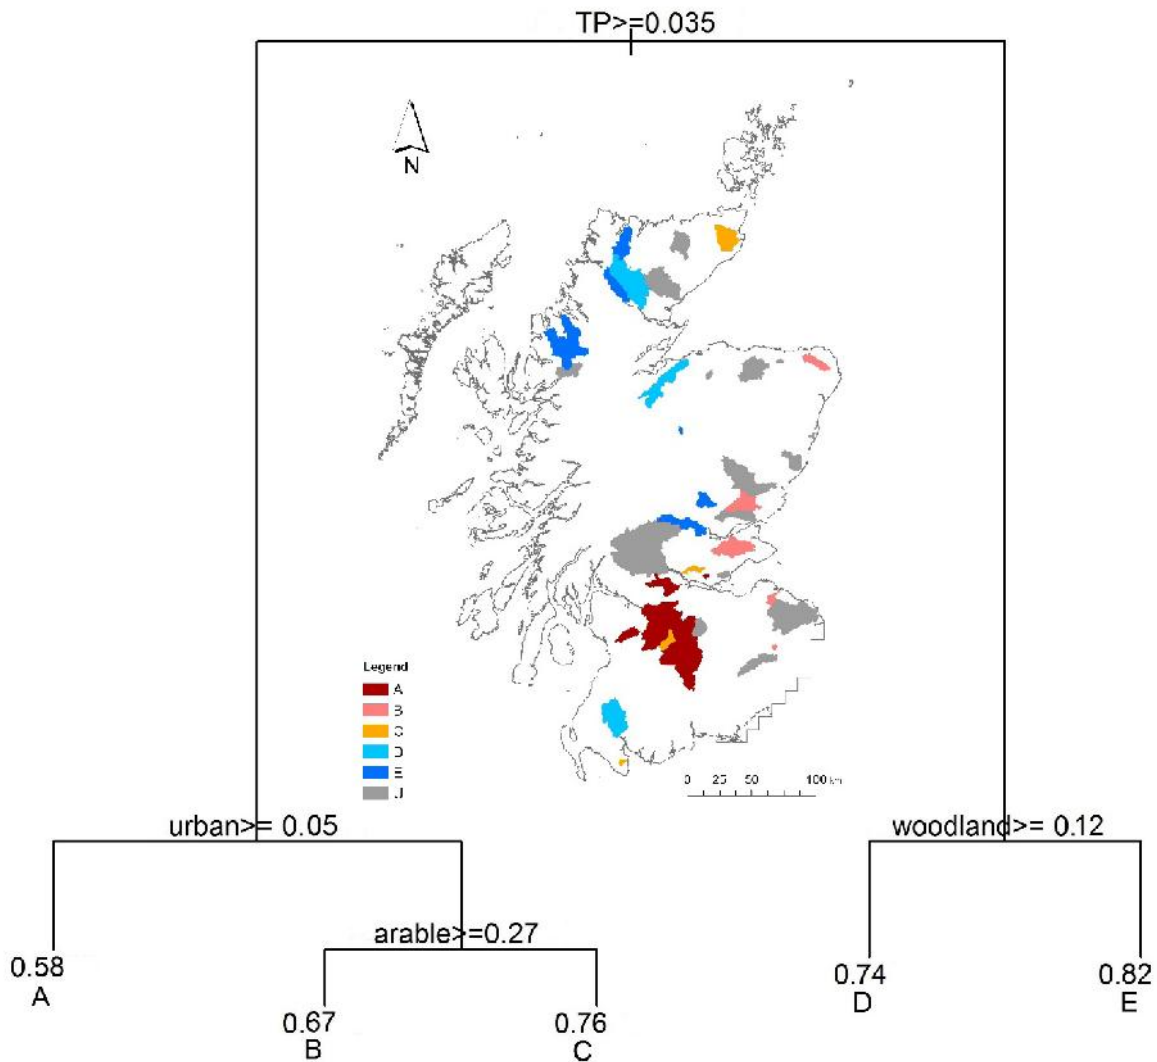 TP>=0.035
N
Legend
A
B
C
D
E
U
0 25 50 100 km
urban>= 0.05
woodland>= 0.12
arable>=0.27
0.58
A
0.67
B
0.76
C
0.74
D
0.82
E